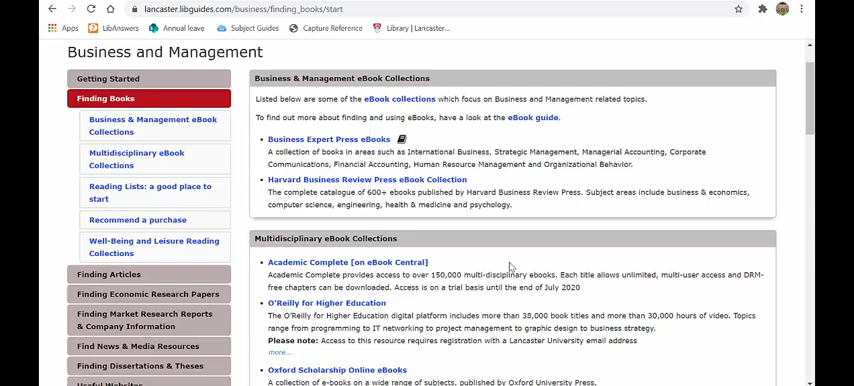 lancaster.libguides.com/business/finding_books/start
Apps LibAnswers Annual leave Subject Guides Capture Reference Library | Lancaster...
Business and Management
Getting Started
Finding Books
Business & Management eBook
Collections
Multidisciplinary eBook
Collections
Reading Lists: a good place to
start
Recommend a purchase
Well-Being and Leisure Reading
Collections
Finding Articles
Finding Economic Research Papers
Finding Market Research Reports
& Company Information
Find News & Media Resources
Finding Dissertations & Theses
Useful Websites
Business & Management eBook Collections
Listed below are some of the eBook collections which focus on Business and Management related topics.
To find out more about finding and using eBooks, have a look at the eBook guide.
• Business Expert Press eBooks
A collection of books in areas such as International Business, Strategic Management, Managerial Accounting, Corporate
Communications, Financial Accounting, Human Resource Management and Organizational Behavior.
• Harvard Business Review Press eBook Collection
The complete catalogue of 600+ ebooks published by Harvard Business Review Press. Subject areas include business & economics,
computer science, engineering, health & medicine and psychology.
Multidisciplinary eBook Collections
• Academic Complete [on eBook Central]
Academic Complete provides access to over 150,000 multi-disciplinary ebooks. Each title allows unlimited, multi-user access and DRM-
free chapters can be downloaded. Access is on a trial basis until the end of July 2020
• O'Reilly for Higher Education
The O'Reilly for Higher Education digital platform includes more than 38,000 book titles and more than 30,000 hours of video. Topics
range from programming to IT networking to project management to graphic design to business strategy.
Please note: Access to this resource requires registration with a Lancaster University email address
more...
• Oxford Scholarship Online eBooks
A collection of e-books on a wide range of subjects, published by Oxford University Press.